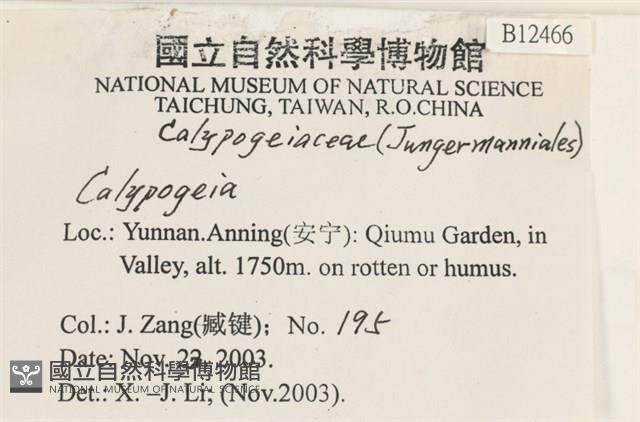 B12466
國立自然科學博物館
NATIONAL MUSEUM OF NATURAL SCIENCE
TAICHUNG, TAIWAN, R.O.CHINA
Calypogeiaceae (Jungermanniales)
Calypogeia
Loc.: Yunnan.Anning(安宁): Qiumu Garden, in
Valley, alt. 1750m. on rotten or humus.
Col.: J. Zang(臧键); No. 195
Date: Nov. 2003.
國立自然科學博物館
NATIONAL MUSEUM OF NATURAL SCIENCE
Det.: X. –J. Li, (Nov.2003).